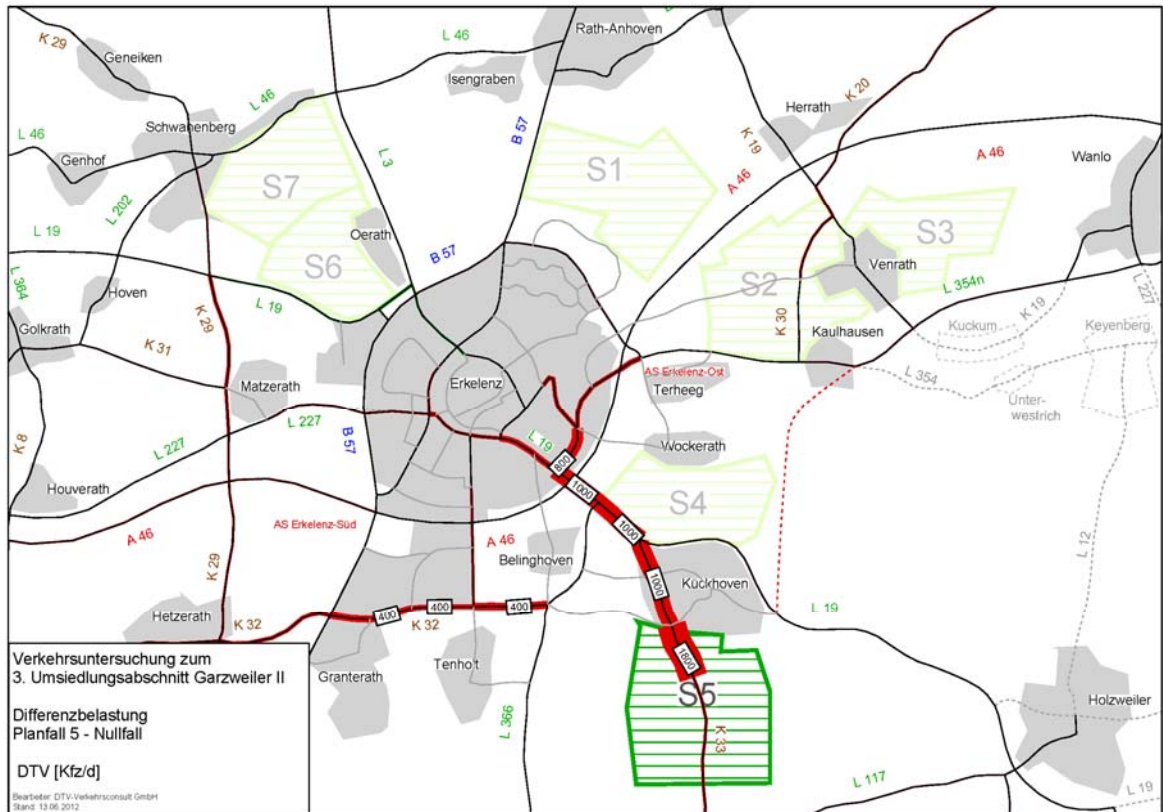 K 29
Geneiken
L 46
Rath-Anhoven
Isengraben
Schwanenberg
L 46
L 46
Genhof
L 202
S7
L 3
B 57
S1
K 19
Herrath
K 20
A 46
A 46
Wanlo
L 19
L 364
Hoven
Golkrath
Oerath
S6
B 57
L 19
K 29
K 31
S2
S3
Venrath
L 354n
L 227
K 30
Kaulhausen
Kuckum
K 19
Keyenberg
L 354
Unter-
westrich
Matzerath
Erkelenz
AS Erkelenz-Ost
Terheeg
L 227
L 227
B 57
K 8
L 19
Wockerath
800
1000
1000
1000
1800
S4
Houverath
A 46
AS Erkelenz-Süd
A 46
Belinghoven
Kückhoven
L 12
K 29
Hetzerath
400
400
400
K 32
K 32
L 19
Granterath
Tenholt
L 366
S5
K 33
Holzweiler
L 117
L 19
Verkehrsuntersuchung zum
3. Umsiedlungsabschnitt Garzweiler II
Differenzbelastung
Planfall 5 - Nullfall
DTV [Kfz/d]
Bearbeiter: DTV-Verkehrsconsult GmbH
Stand: 13.06.2012